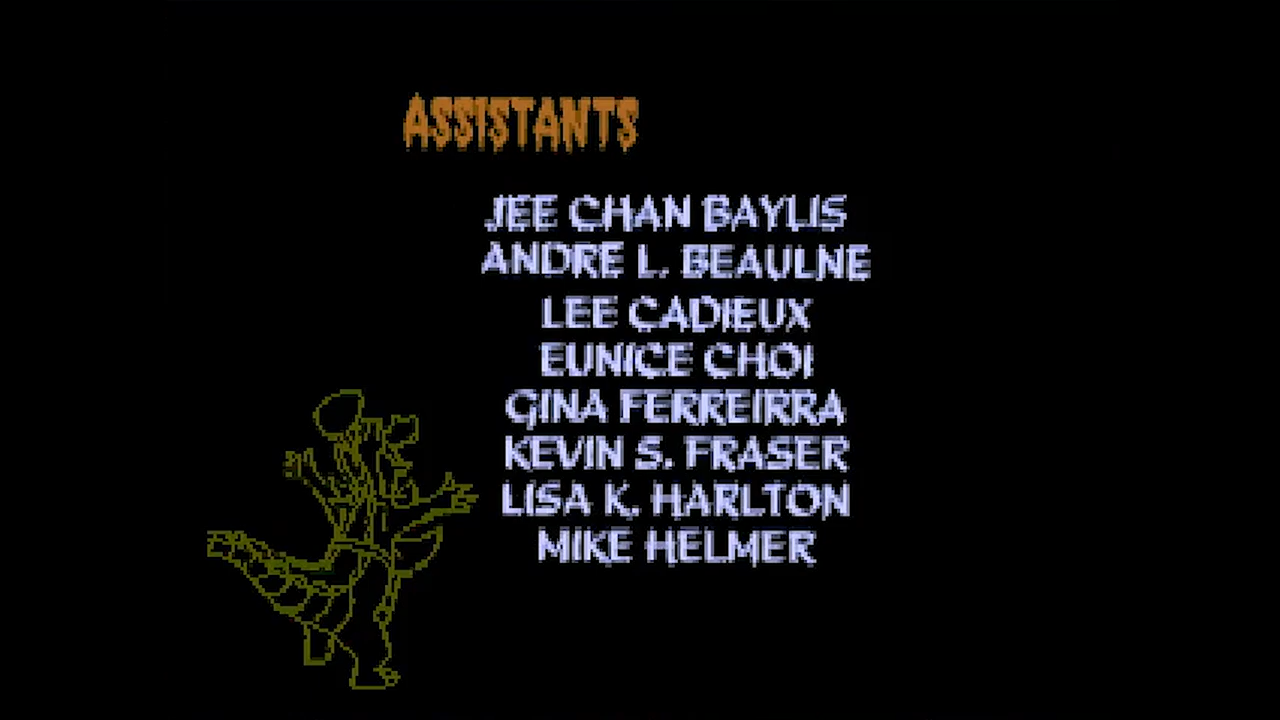 ASSISTANTS
JEE CHAN BAYLIS
ANDRE L. BEAULNE
LEE CADIEUX
EUNICE CHOI
GINA FERREIRRA
KEVIN S. FRASER
LISA K. HARLTON
MIKE HELMER